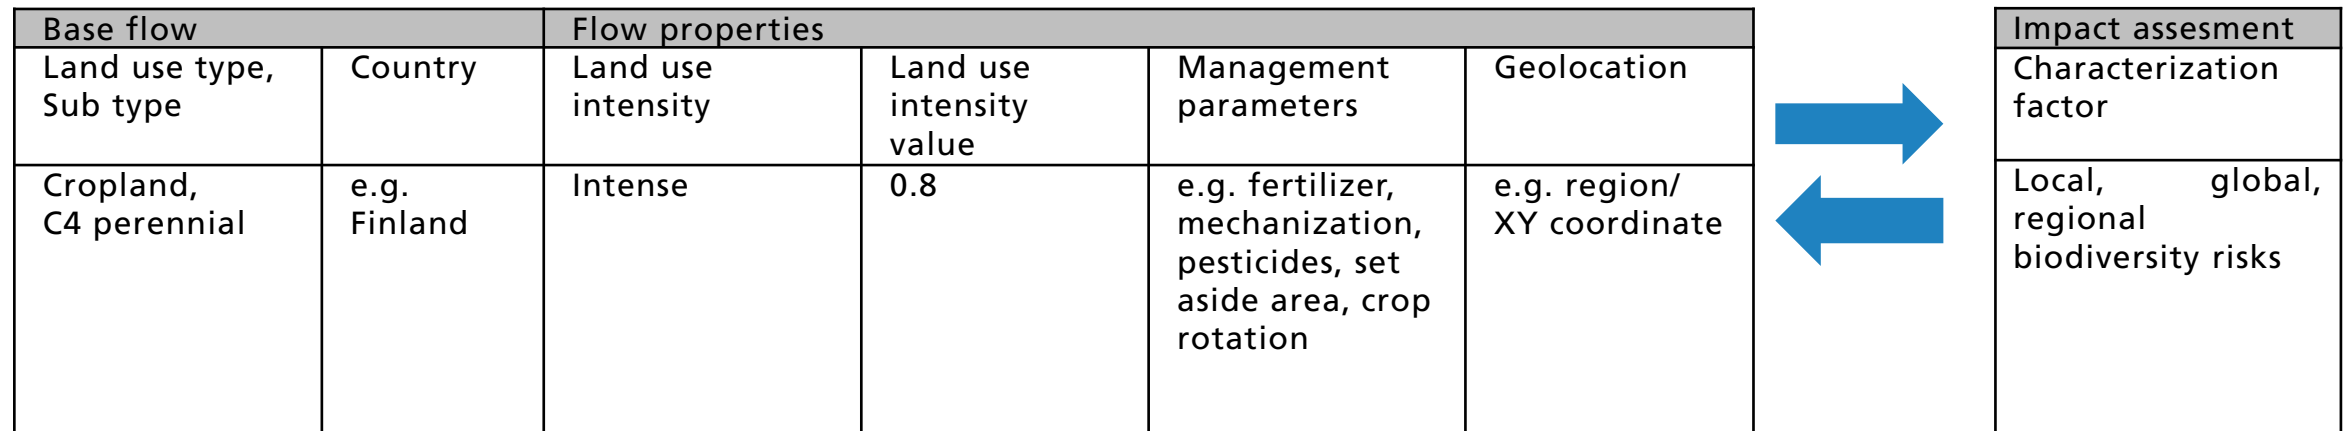 Base flow
Flow properties
Land use type,
Sub type
Country
Land use
intensity
Land use
intensity
value
Management
parameters
Geolocation
Cropland,
C4 perennial
e.g.
Finland
Intense
0.8
e.g. fertilizer,
mechanization,
pesticides, set
aside area, crop
rotation
e.g. region/
XY coordinate
Impact assesment
Characterization
factor
Local, global,
regional
biodiversity risks